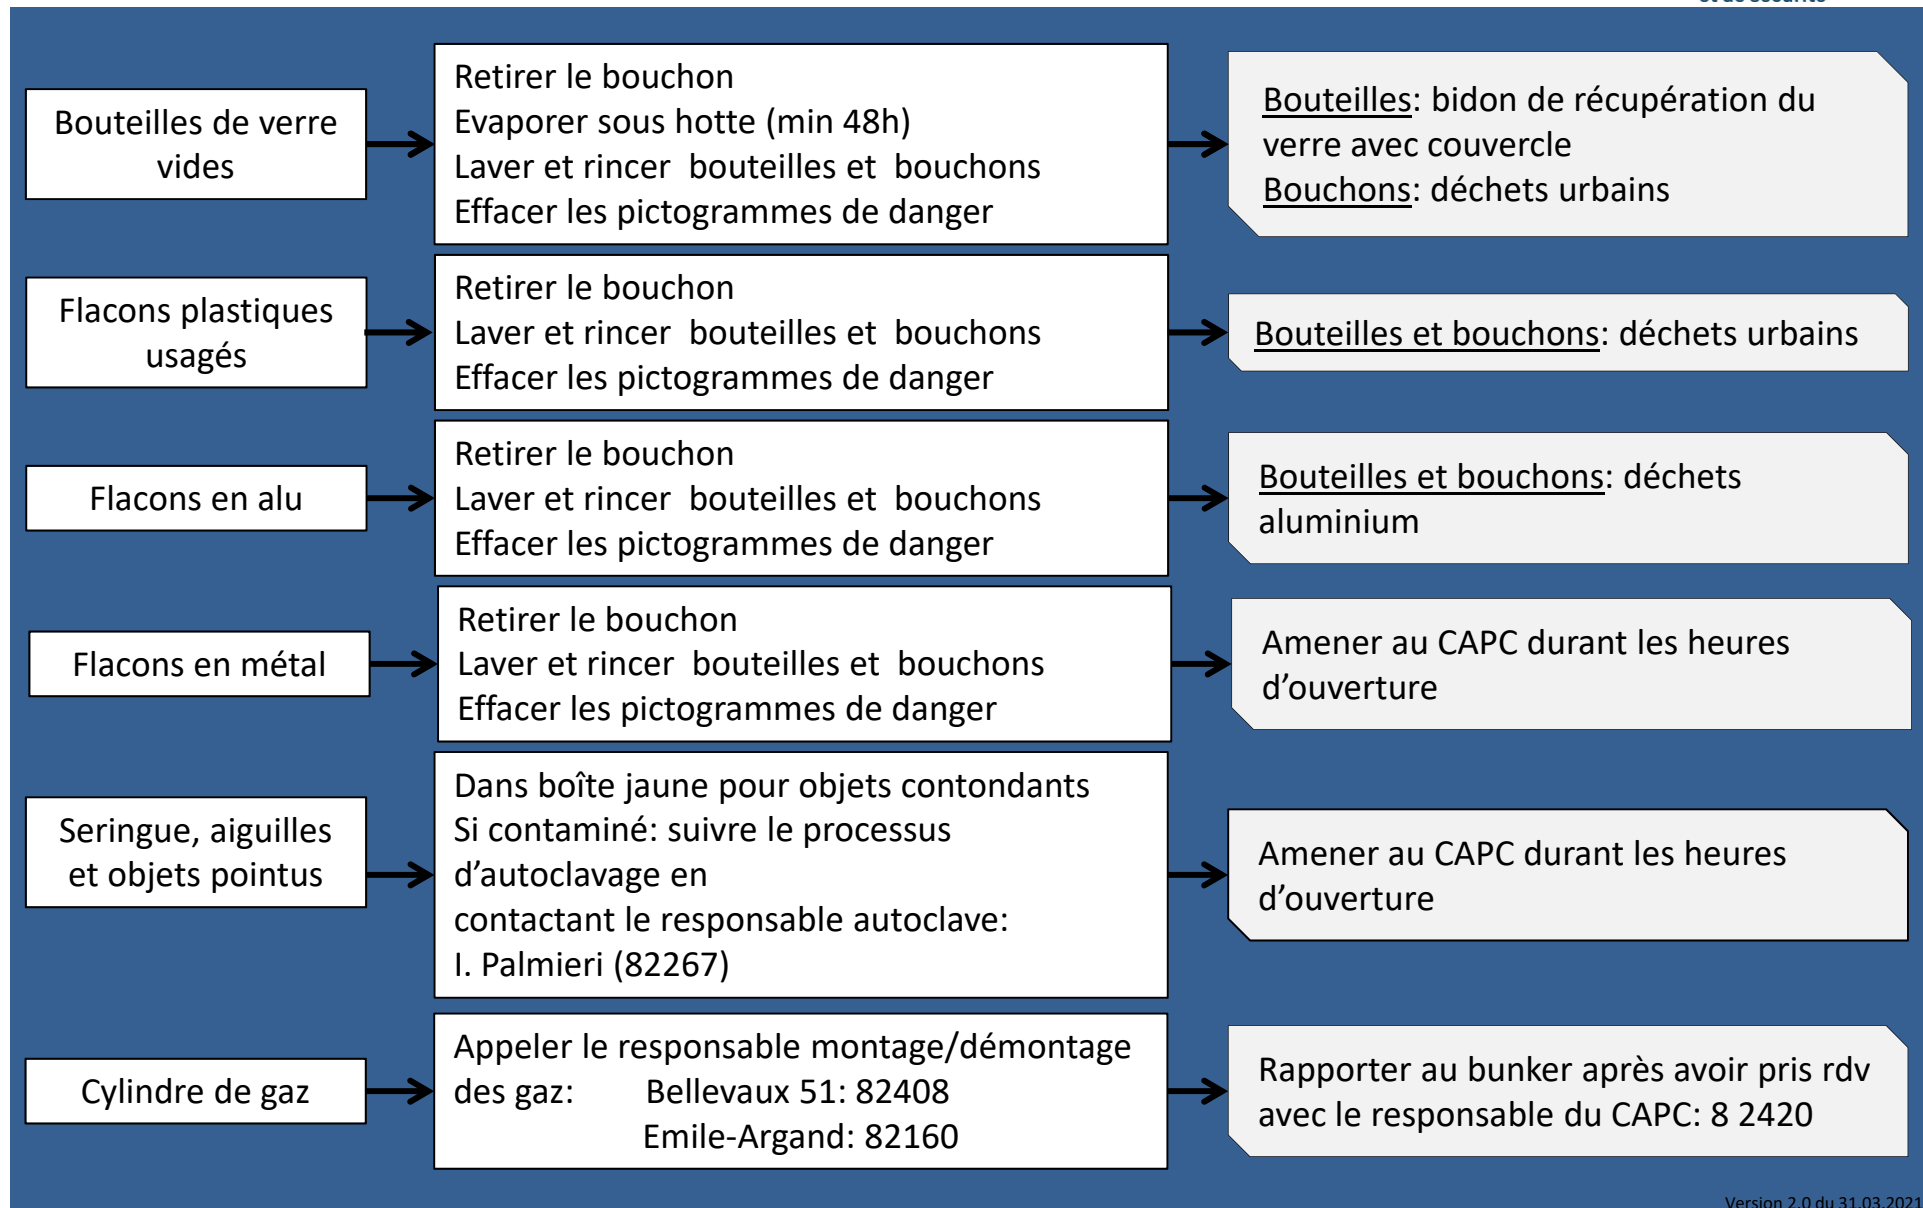 et de sécurité
Bouteilles de verre
vides
Retirer le bouchon
Evaporer sous hotte (min 48h)
Laver et rincer  bouteilles et  bouchons
Effacer les pictogrammes de danger
Bouteilles: bidon de récupération du
verre avec couvercle
Bouchons: déchets urbains
Flacons plastiques
usagés
Retirer le bouchon
Laver et rincer  bouteilles et  bouchons
Effacer les pictogrammes de danger
Bouteilles et bouchons: déchets urbains
Flacons en alu
Retirer le bouchon
Laver et rincer  bouteilles et  bouchons
Effacer les pictogrammes de danger
Bouteilles et bouchons: déchets
aluminium
Flacons en métal
Retirer le bouchon
Laver et rincer  bouteilles et  bouchons
Effacer les pictogrammes de danger
Amener au CAPC durant les heures
d’ouverture
Seringue, aiguilles
et objets pointus
Dans boîte jaune pour objets contondants
Si contaminé: suivre le processus
d’autoclavage en
contactant le responsable autoclave:
I. Palmieri (82267)
Amener au CAPC durant les heures
d’ouverture
Cylindre de gaz
Appeler le responsable montage/démontage
des gaz: Bellevaux 51: 82408
Emile-Argand: 82160
Rapporter au bunker après avoir pris rdv
avec le responsable du CAPC: 8 2420
Version 2.0 du 31.03.2021